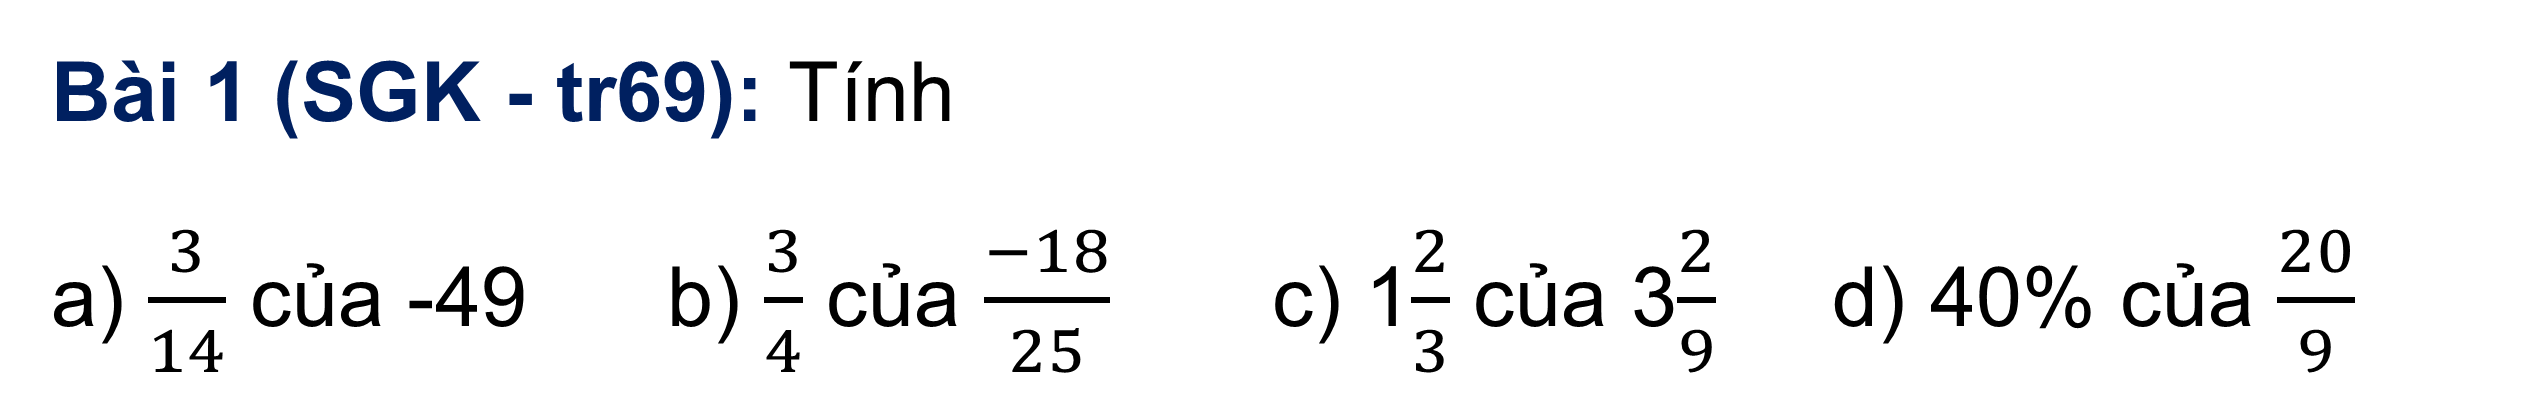 Bài 1 (SGK - tr69): Tính
a) 3/14 của -49 b) 3/4 của −18/25 c) 1 2/3 của 3 2/9 d) 40% của 20/9